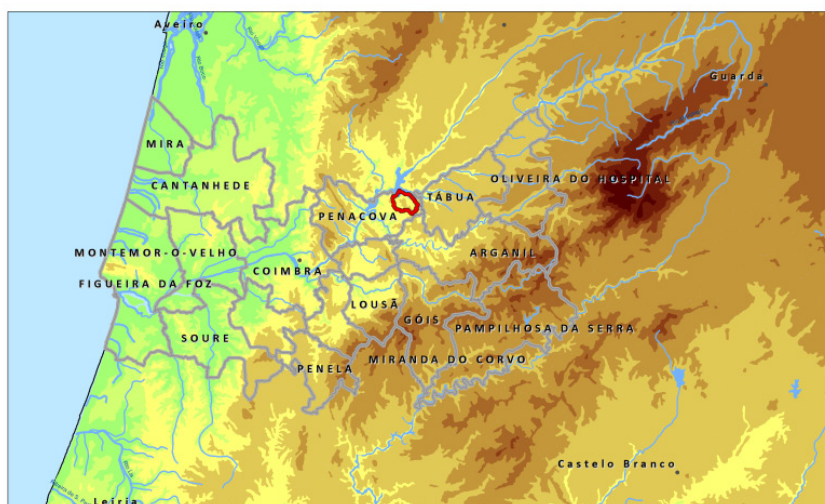 Aveiro
Guarda
MIRA
CANTANHEDE
OLIVEIRA DO HOSPITAL
TÁBUA
PENACOVA
MONTEMOR-O-VELHO
ARGANIL
COIMBRA
FIGUEIRA DA FOZ
LOUSÃ
GÓIS
PAMPILHOSA DA SERRA
SOURE
MIRANDA DO CORVO
PENELA
Castelo Branco
Leiria